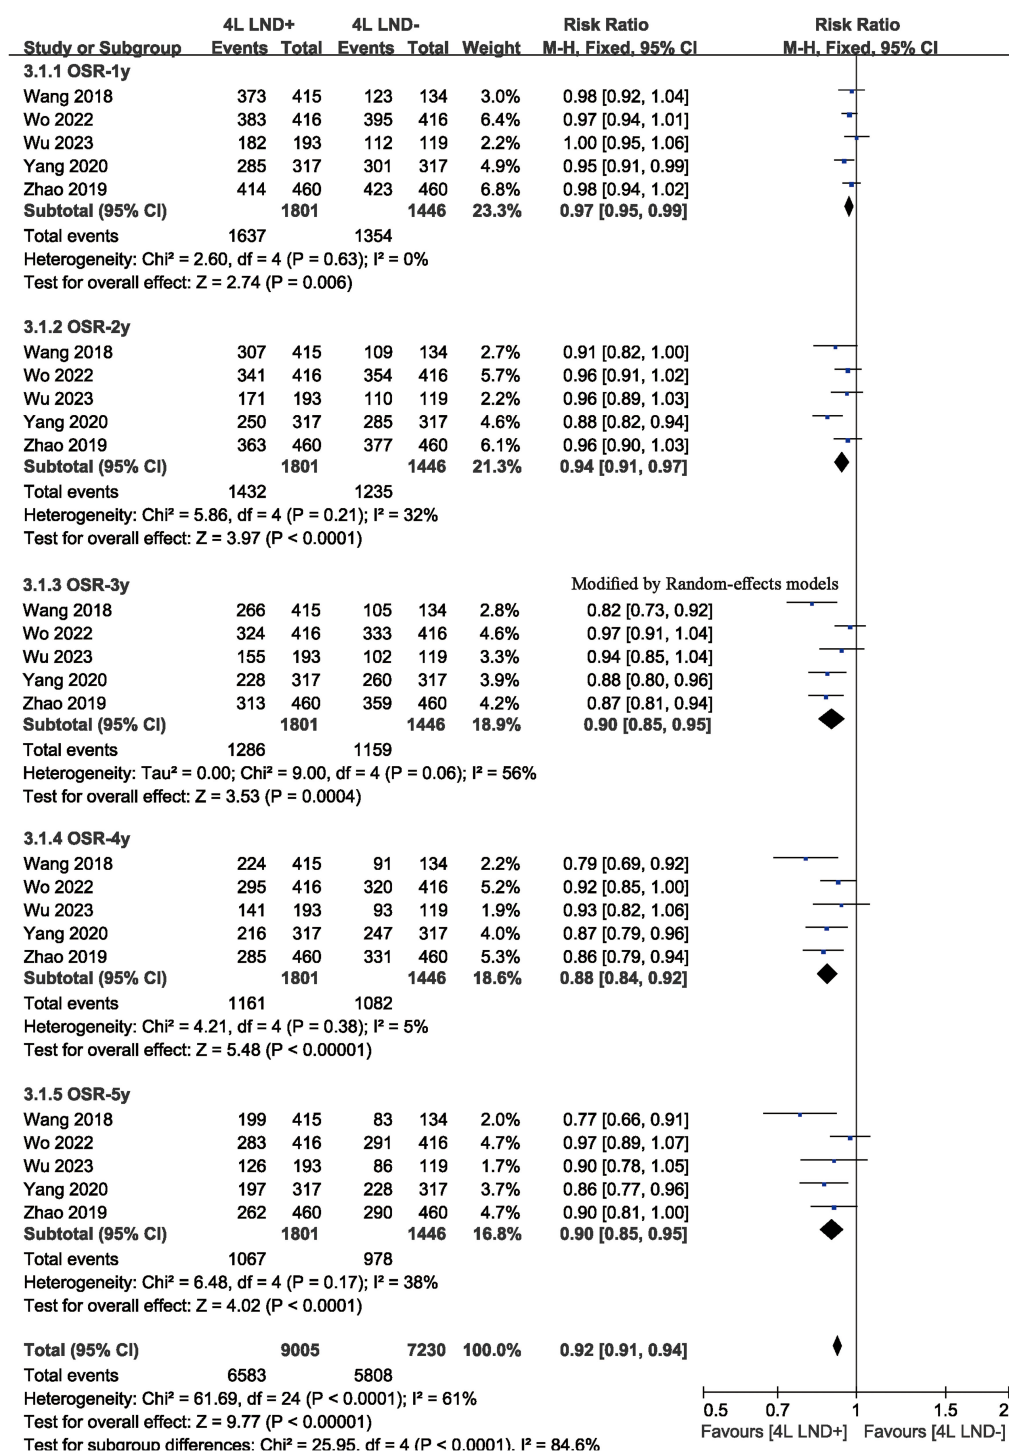 4L LND+ 4L LND- Risk Ratio Risk Ratio
Study or Subgroup Events Total Events Total Weight M-H, Fixed, 95% CI M-H, Fixed, 95% CI
3.1.1 OSR-1y
Wang 2018 373 415 123 134 3.0% 0.98 [0.92, 1.04]
Wo 2022 383 416 395 416 6.4% 0.97 [0.94, 1.01]
Wu 2023 182 193 112 119 2.2% 1.00 [0.95, 1.06]
Yang 2020 285 317 301 317 4.9% 0.95 [0.91, 0.99]
Zhao 2019 414 460 423 460 6.8% 0.98 [0.94, 1.02]
Subtotal (95% CI) 1801 1446 23.3% 0.97 [0.95, 0.99]
Total events 1637 1354
Heterogeneity: Chi² = 2.60, df = 4 (P = 0.63); I² = 0%
Test for overall effect: Z = 2.74 (P = 0.006)
3.1.2 OSR-2y
Wang 2018 307 415 109 134 2.7% 0.91 [0.82, 1.00]
Wo 2022 341 416 354 416 5.7% 0.96 [0.91, 1.02]
Wu 2023 171 193 110 119 2.2% 0.96 [0.89, 1.03]
Yang 2020 250 317 285 317 4.6% 0.88 [0.82, 0.94]
Zhao 2019 363 460 377 460 6.1% 0.96 [0.90, 1.03]
Subtotal (95% CI) 1801 1446 21.3% 0.94 [0.91, 0.97]
Total events 1432 1235
Heterogeneity: Chi² = 5.86, df = 4 (P = 0.21); I² = 32%
Test for overall effect: Z = 3.97 (P < 0.0001)
3.1.3 OSR-3y Modified by Random-effects models
Wang 2018 266 415 105 134 2.8% 0.82 [0.73, 0.92]
Wo 2022 324 416 333 416 4.6% 0.97 [0.91, 1.04]
Wu 2023 155 193 102 119 3.3% 0.94 [0.85, 1.04]
Yang 2020 228 317 260 317 3.9% 0.88 [0.80, 0.96]
Zhao 2019 313 460 359 460 4.2% 0.87 [0.81, 0.94]
Subtotal (95% CI) 1801 1446 18.9% 0.90 [0.85, 0.95]
Total events 1286 1159
Heterogeneity: Tau² = 0.00; Chi² = 9.00, df = 4 (P = 0.06); I² = 56%
Test for overall effect: Z = 3.53 (P = 0.0004)
3.1.4 OSR-4y
Wang 2018 224 415 91 134 2.2% 0.79 [0.69, 0.92]
Wo 2022 295 416 320 416 5.2% 0.92 [0.85, 1.00]
Wu 2023 141 193 93 119 1.9% 0.93 [0.82, 1.06]
Yang 2020 216 317 247 317 4.0% 0.87 [0.79, 0.96]
Zhao 2019 285 460 331 460 5.3% 0.86 [0.79, 0.94]
Subtotal (95% CI) 1801 1446 18.6% 0.88 [0.84, 0.92]
Total events 1161 1082
Heterogeneity: Chi² = 4.21, df = 4 (P = 0.38); I² = 5%
Test for overall effect: Z = 5.48 (P < 0.00001)
3.1.5 OSR-5y
Wang 2018 199 415 83 134 2.0% 0.77 [0.66, 0.91]
Wo 2022 283 416 291 416 4.7% 0.97 [0.89, 1.07]
Wu 2023 126 193 86 119 1.7% 0.90 [0.78, 1.05]
Yang 2020 197 317 228 317 3.7% 0.86 [0.77, 0.96]
Zhao 2019 262 460 290 460 4.7% 0.90 [0.81, 1.00]
Subtotal (95% CI) 1801 1446 16.8% 0.90 [0.85, 0.95]
Total events 1067 978
Heterogeneity: Chi² = 6.48, df = 4 (P = 0.17); I² = 38%
Test for overall effect: Z = 4.02 (P < 0.0001)
Total (95% CI) 9005 7230 100.0% 0.92 [0.91, 0.94]
Total events 6583 5808
Heterogeneity: Chi² = 61.69, df = 24 (P < 0.0001); I² = 61%
Test for overall effect: Z = 9.77 (P < 0.00001)
Test for subgroup differences: Chi² = 25.95, df = 4 (P < 0.0001), I² = 84.6%
0.5 0.7 1 1.5 2
Favours [4L LND+] Favours [4L LND-]